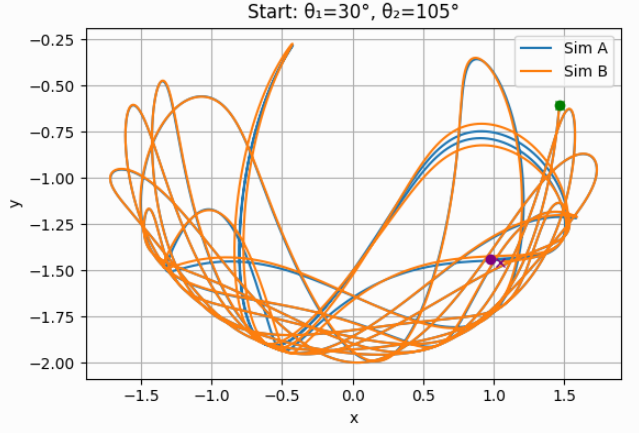 Start: θ₁=30°, θ₂=105°
Sim A
Sim B
y
−0.25
−0.50
−0.75
−1.00
−1.25
−1.50
−1.75
−2.00
−1.5 −1.0 −0.5 0.0 0.5 1.0 1.5
x